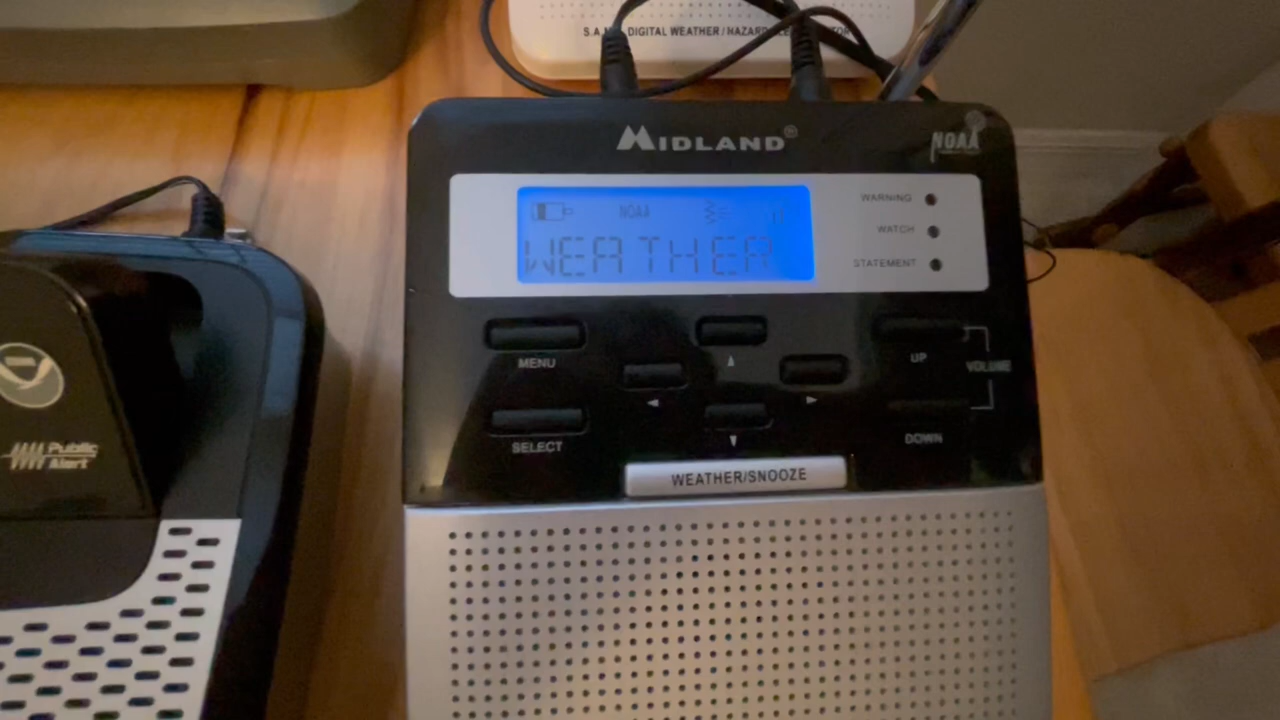 DIGITAL WEATHER / HAZARD
MIDLAND®
NOAA
NOAA
WEATHER
WARNING
WATCH
STATEMENT
MENU
UP
VOLUME
SELECT
DOWN
WEATHER/SNOOZE
Public
Alert